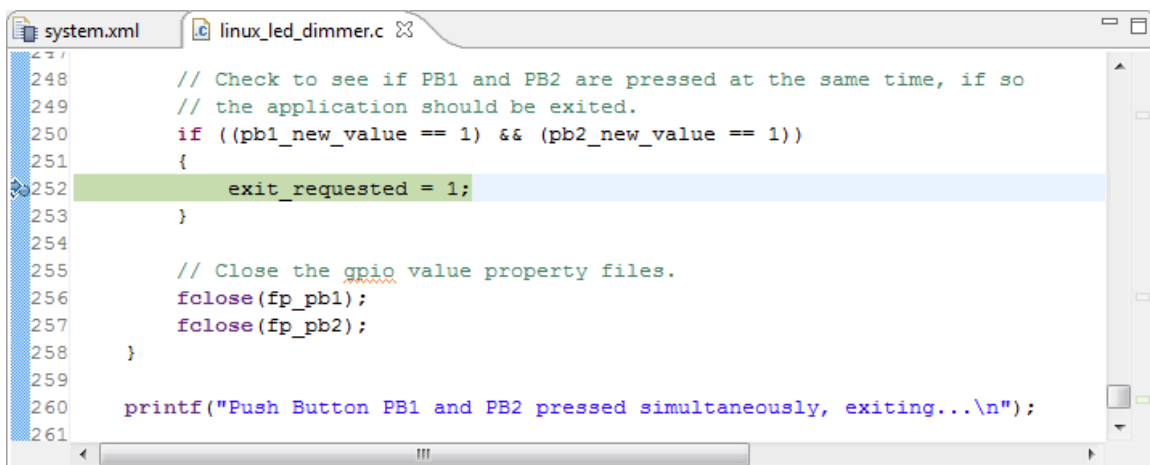 system.xml
.c linux_led_dimmer.c
247
248 // Check to see if PB1 and PB2 are pressed at the same time, if so
249 // the application should be exited.
250 if ((pb1_new_value == 1) && (pb2_new_value == 1))
251 {
252 exit_requested = 1;
253 }
254
255 // Close the gpio value property files.
256 fclose(fp_pb1);
257 fclose(fp_pb2);
258 }
259
260 printf("Push Button PB1 and PB2 pressed simultaneously, exiting...\n");
261